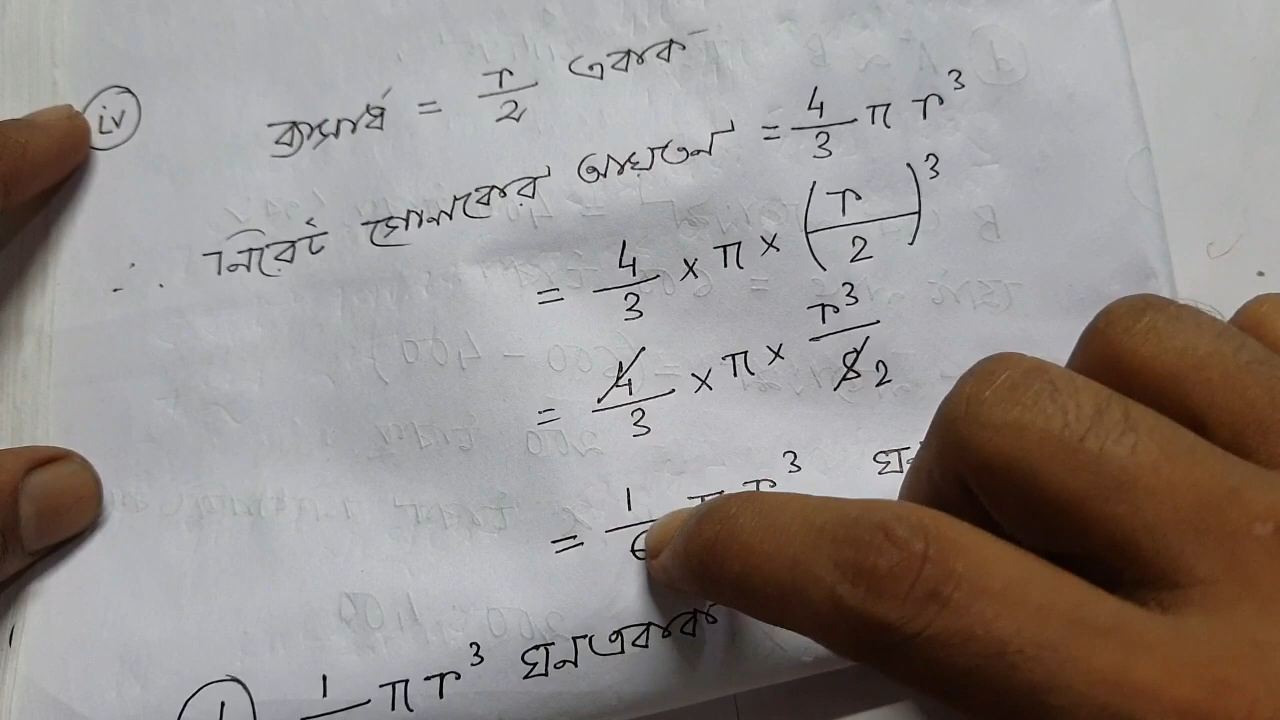 (iv) ব্যাসার্ধ = r/2 একক
∴ নিরেট গোলকের আয়তন = 4/3 π r³
= 4/3 × π × (r/2)³
= 4/3 × π × r³/8 2
= 1/6 π r³ ঘন
1 π r³ ঘনএকক